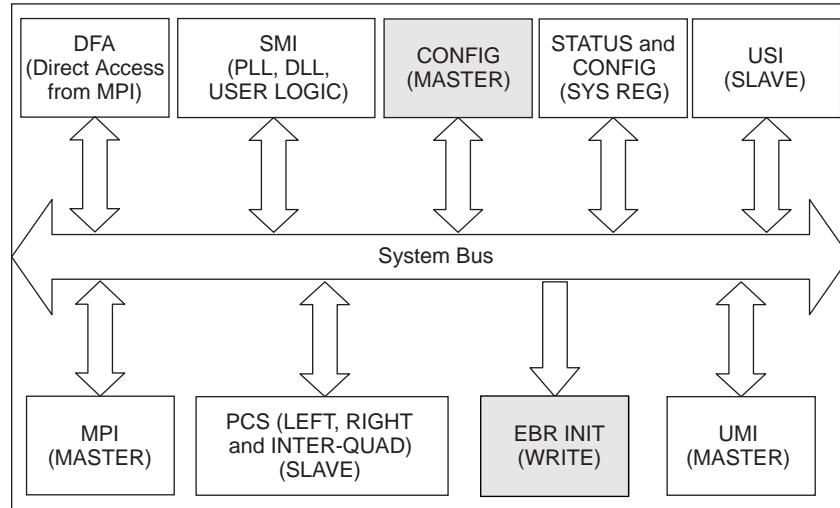 DFA
(Direct Access
from MPI)
SMI
(PLL, DLL,
USER LOGIC)
CONFIG
(MASTER)
STATUS and
CONFIG
(SYS REG)
USI
(SLAVE)
System Bus
MPI
(MASTER)
PCS (LEFT, RIGHT
and INTER-QUAD)
(SLAVE)
EBR INIT
(WRITE)
UMI
(MASTER)